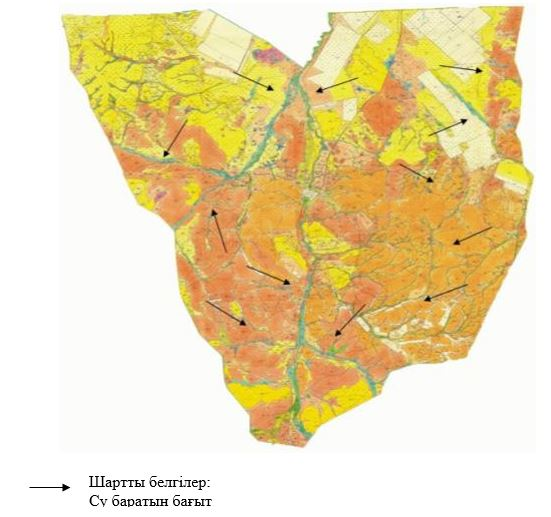 Шартты белгілер:
Су баратын бағыт